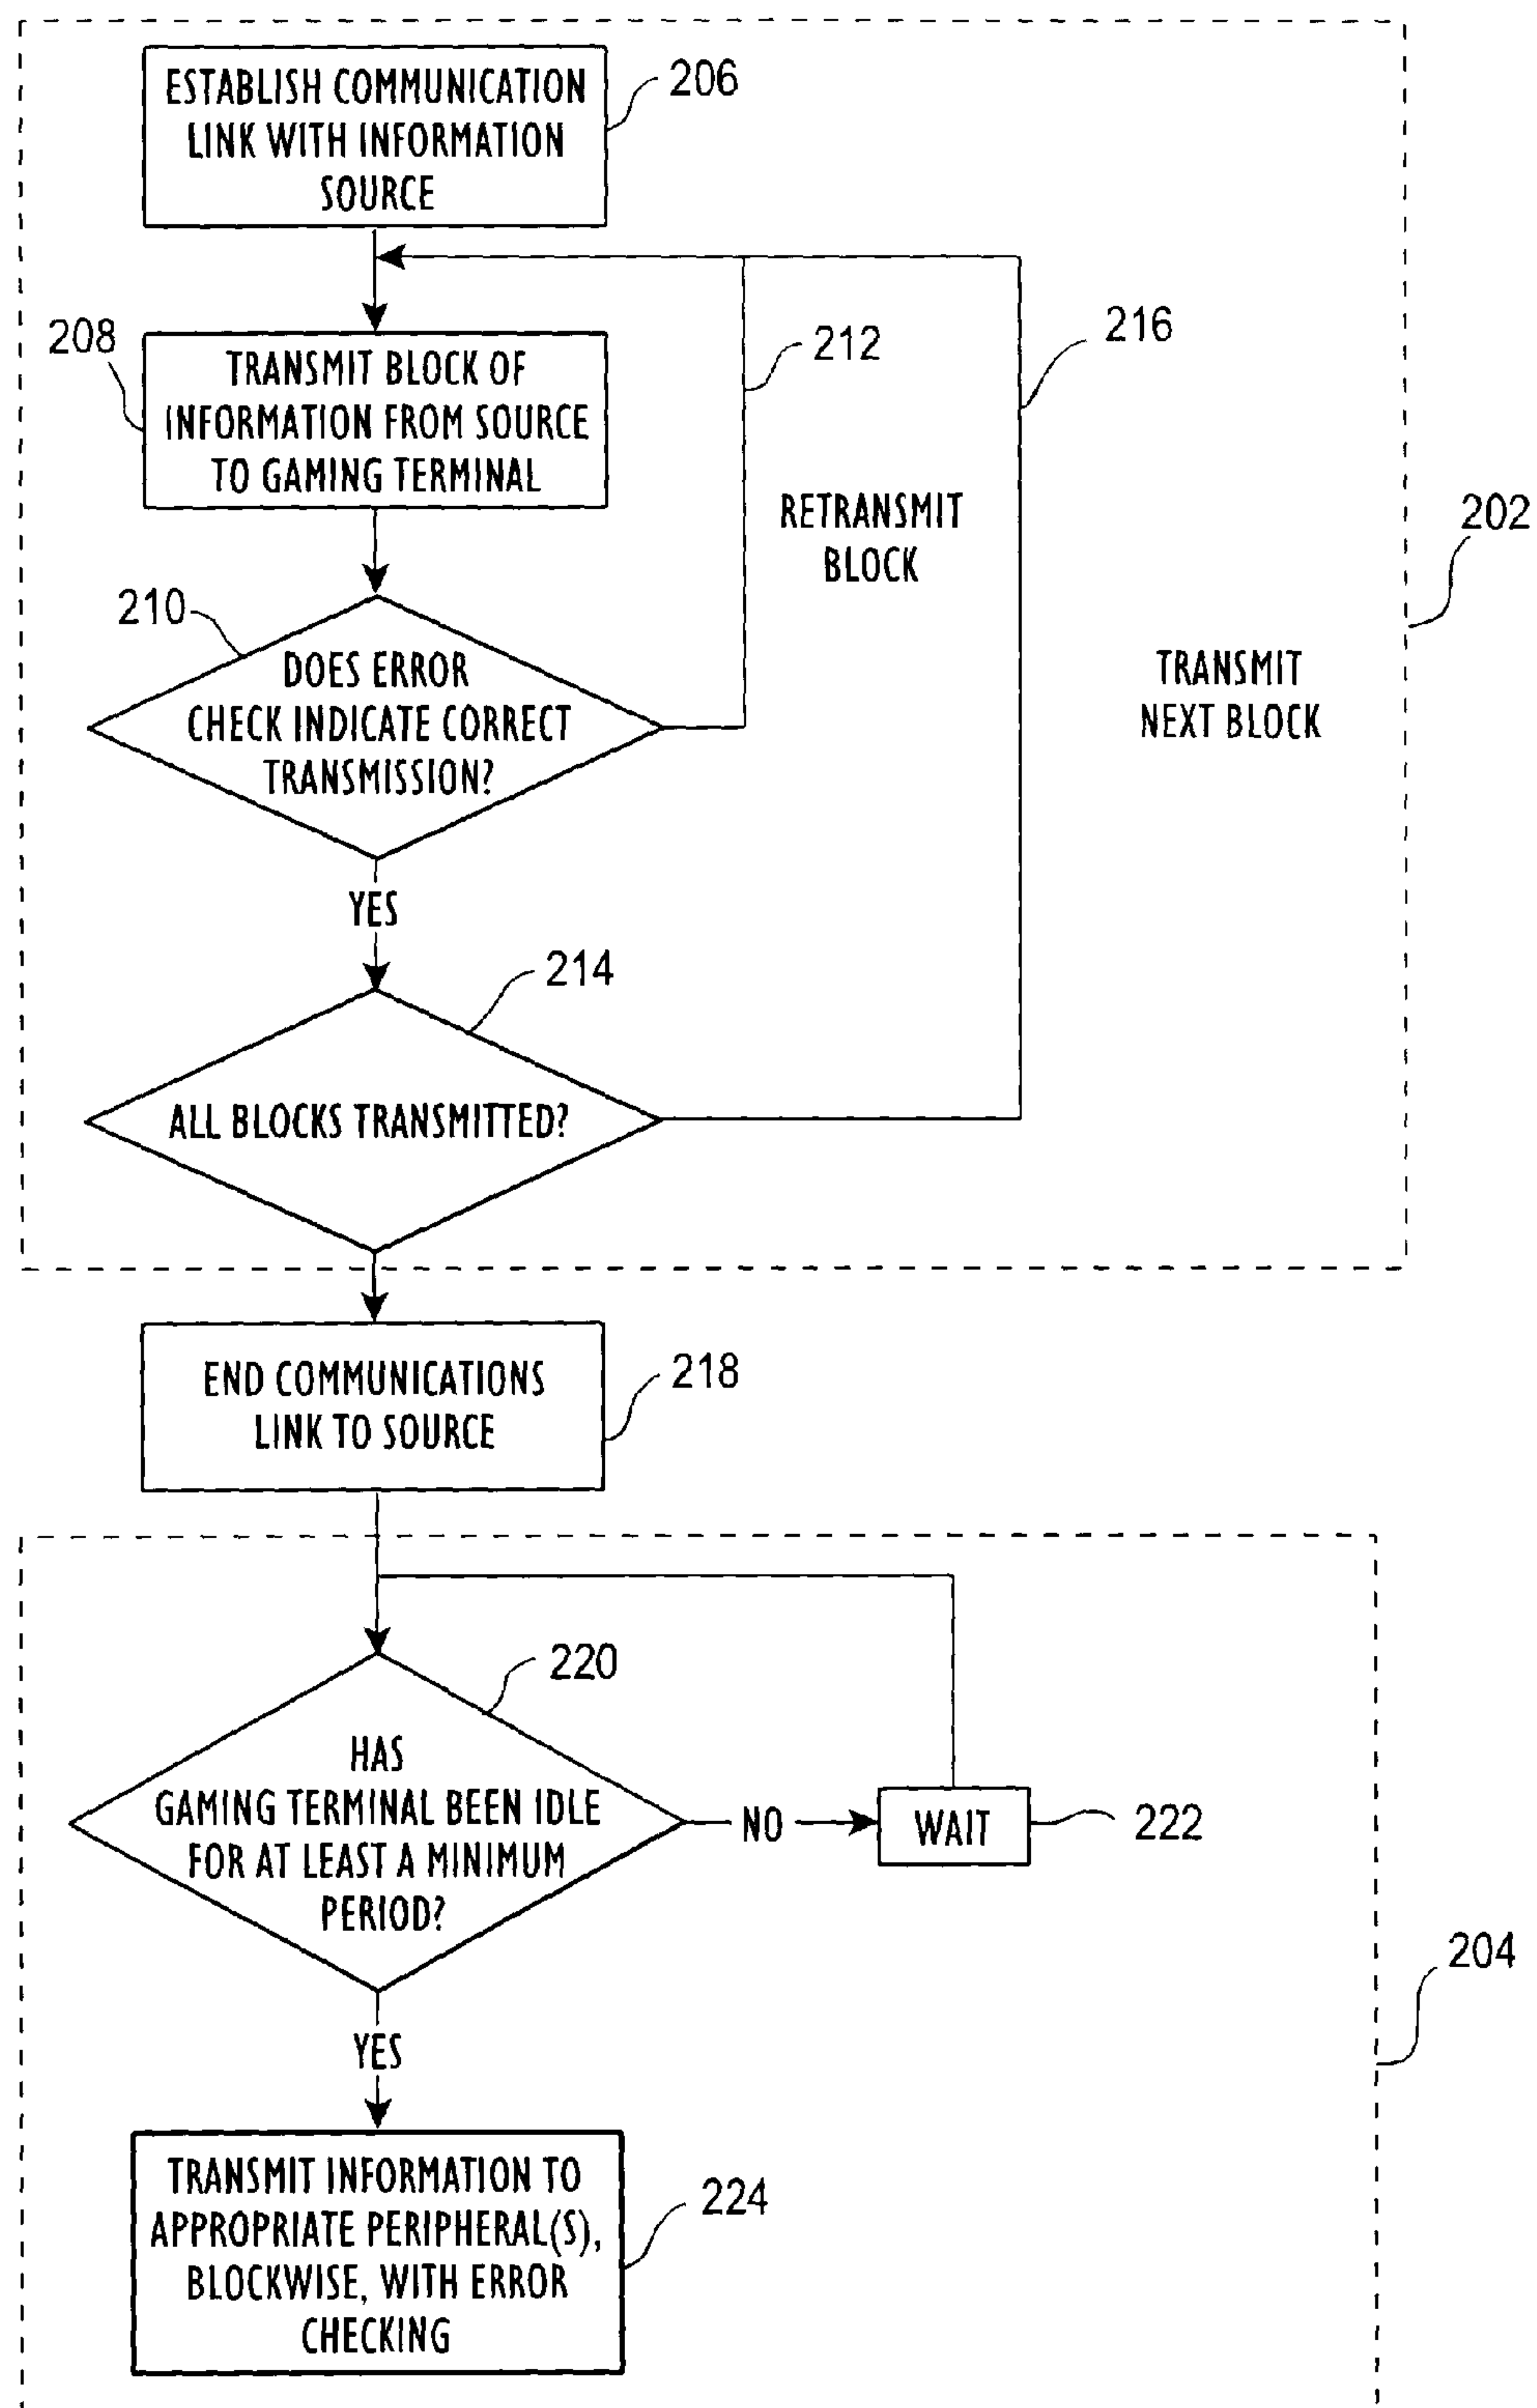 ESTABLISH COMMUNICATION
LINK WITH INFORMATION
SOURCE
206
208
TRANSMIT BLOCK OF
INFORMATION FROM SOURCE
TO GAMING TERMINAL
212
216
RETRANSMIT
BLOCK
202
210
DOES ERROR
CHECK INDICATE CORRECT
TRANSMISSION?
TRANSMIT
NEXT BLOCK
YES
214
ALL BLOCKS TRANSMITTED?
END COMMUNICATIONS
LINK TO SOURCE
218
220
HAS
GAMING TERMINAL BEEN IDLE
FOR AT LEAST A MINIMUM
PERIOD?
NO
WAIT
222
204
YES
TRANSMIT INFORMATION TO
APPROPRIATE PERIPHERAL(S),
BLOCKWISE, WITH ERROR
CHECKING
224